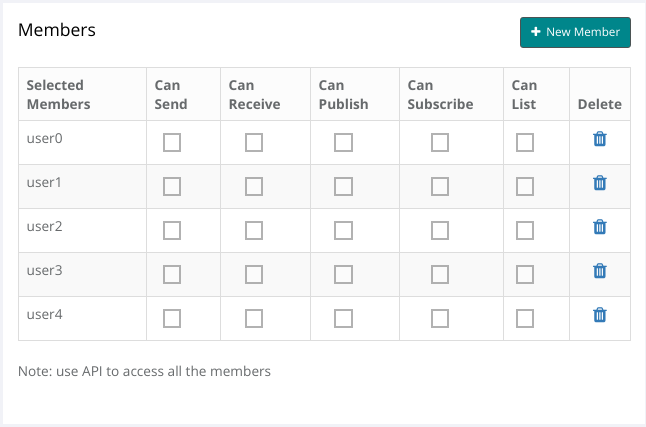 Members
+ New Member
Selected Members
Can Send
Can Receive
Can Publish
Can Subscribe
Can List
Delete
user0
user1
user2
user3
user4
Note: use API to access all the members